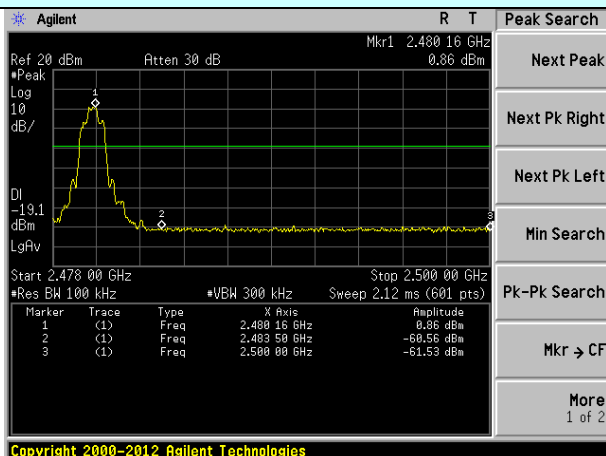 Agilent R T
Peak Search
Mkr1 2.480 16 GHz
Ref 20 dBm Atten 30 dB 0.86 dBm
#Peak
Log
10
dB/
1
DI
-19.1
dBm
LgAv
2
3
Start 2.478 00 GHz Stop 2.500 00 GHz
#Res BW 100 kHz #VBW 300 kHz Sweep 2.12 ms (601 pts)
Marker Trace Type X Axis Amplitude
1 (1) Freq 2.480 16 GHz 0.86 dBm
2 (1) Freq 2.483 50 GHz -60.56 dBm
3 (1) Freq 2.500 00 GHz -61.53 dBm
Next Peak
Next Pk Right
Next Pk Left
Min Search
Pk-Pk Search
Mkr → CF
More
1 of 2
Copyright 2000-2012 Agilent Technologies